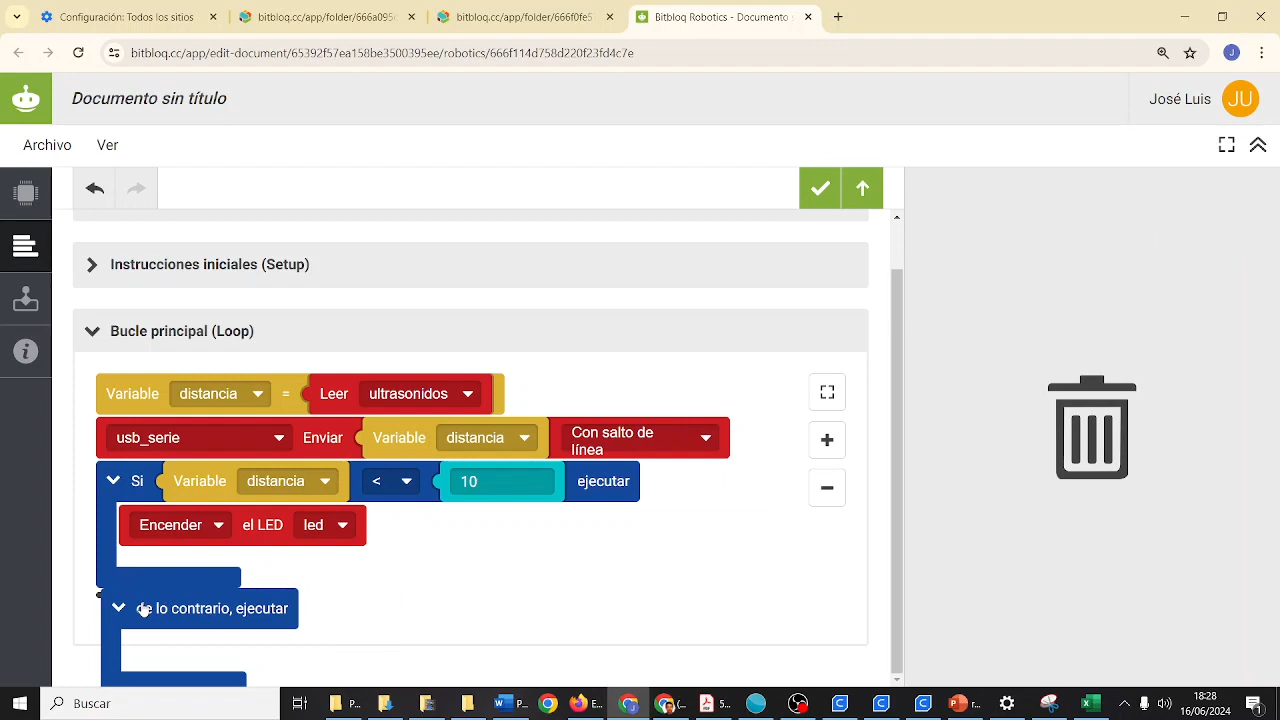 Configuración: Todos los sitios
bitbloq.cc/app/folder/666a095c
bitbloq.cc/app/folder/666f0fe5
Bitbloq Robotics - Documento s
bitbloq.cc/app/edit-document/65392f57ea158be3500395ee/robotics/666f114d758d220f23fd4c7e
J
Documento sin título
José Luis
JU
Archivo
Ver
Instrucciones iniciales (Setup)
Bucle principal (Loop)
Variable distancia = Leer ultrasonidos
usb_serie Enviar Variable distancia Con salto de
línea
Si Variable distancia < 10 ejecutar
Encender el LED led
de lo contrario, ejecutar
Buscar
P...
D...
F...
P...
E...
(...
S...
18:28
16/06/2024